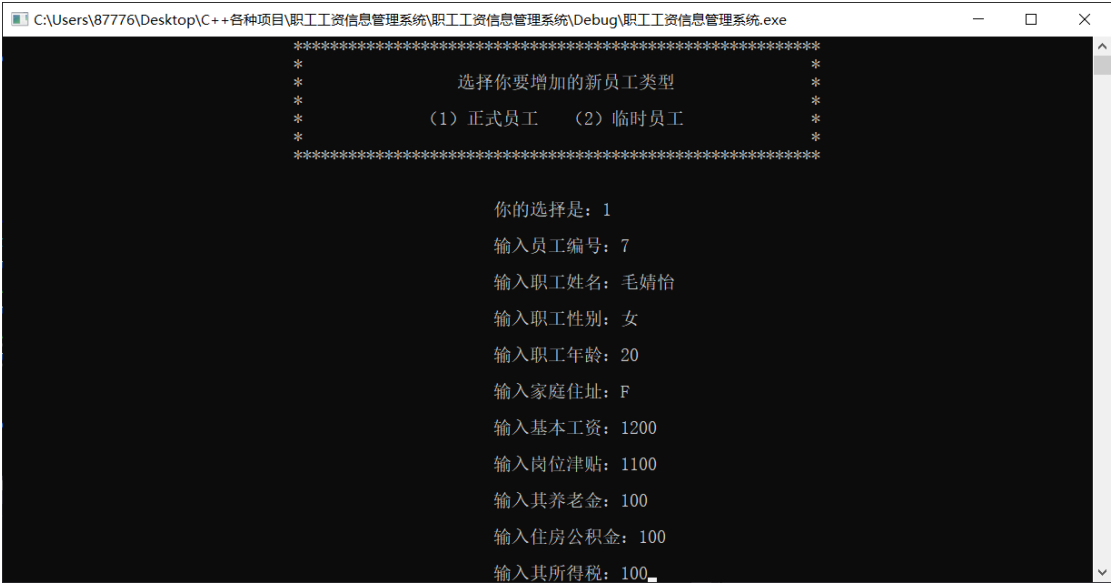 C:\Users\87776\Desktop\C++各种项目\职工工资信息管理系统\职工工资信息管理系统\Debug\职工工资信息管理系统.exe
**********************************************************
* *
* 选择你要增加的新员工类型 *
* *
* （1）正式员工 （2）临时员工 *
* *
**********************************************************
你的选择是：1
输入员工编号：7
输入职工姓名：毛婧怡
输入职工性别：女
输入职工年龄：20
输入家庭住址：F
输入基本工资：1200
输入岗位津贴：1100
输入其养老金：100
输入住房公积金：100
输入其所得税：100